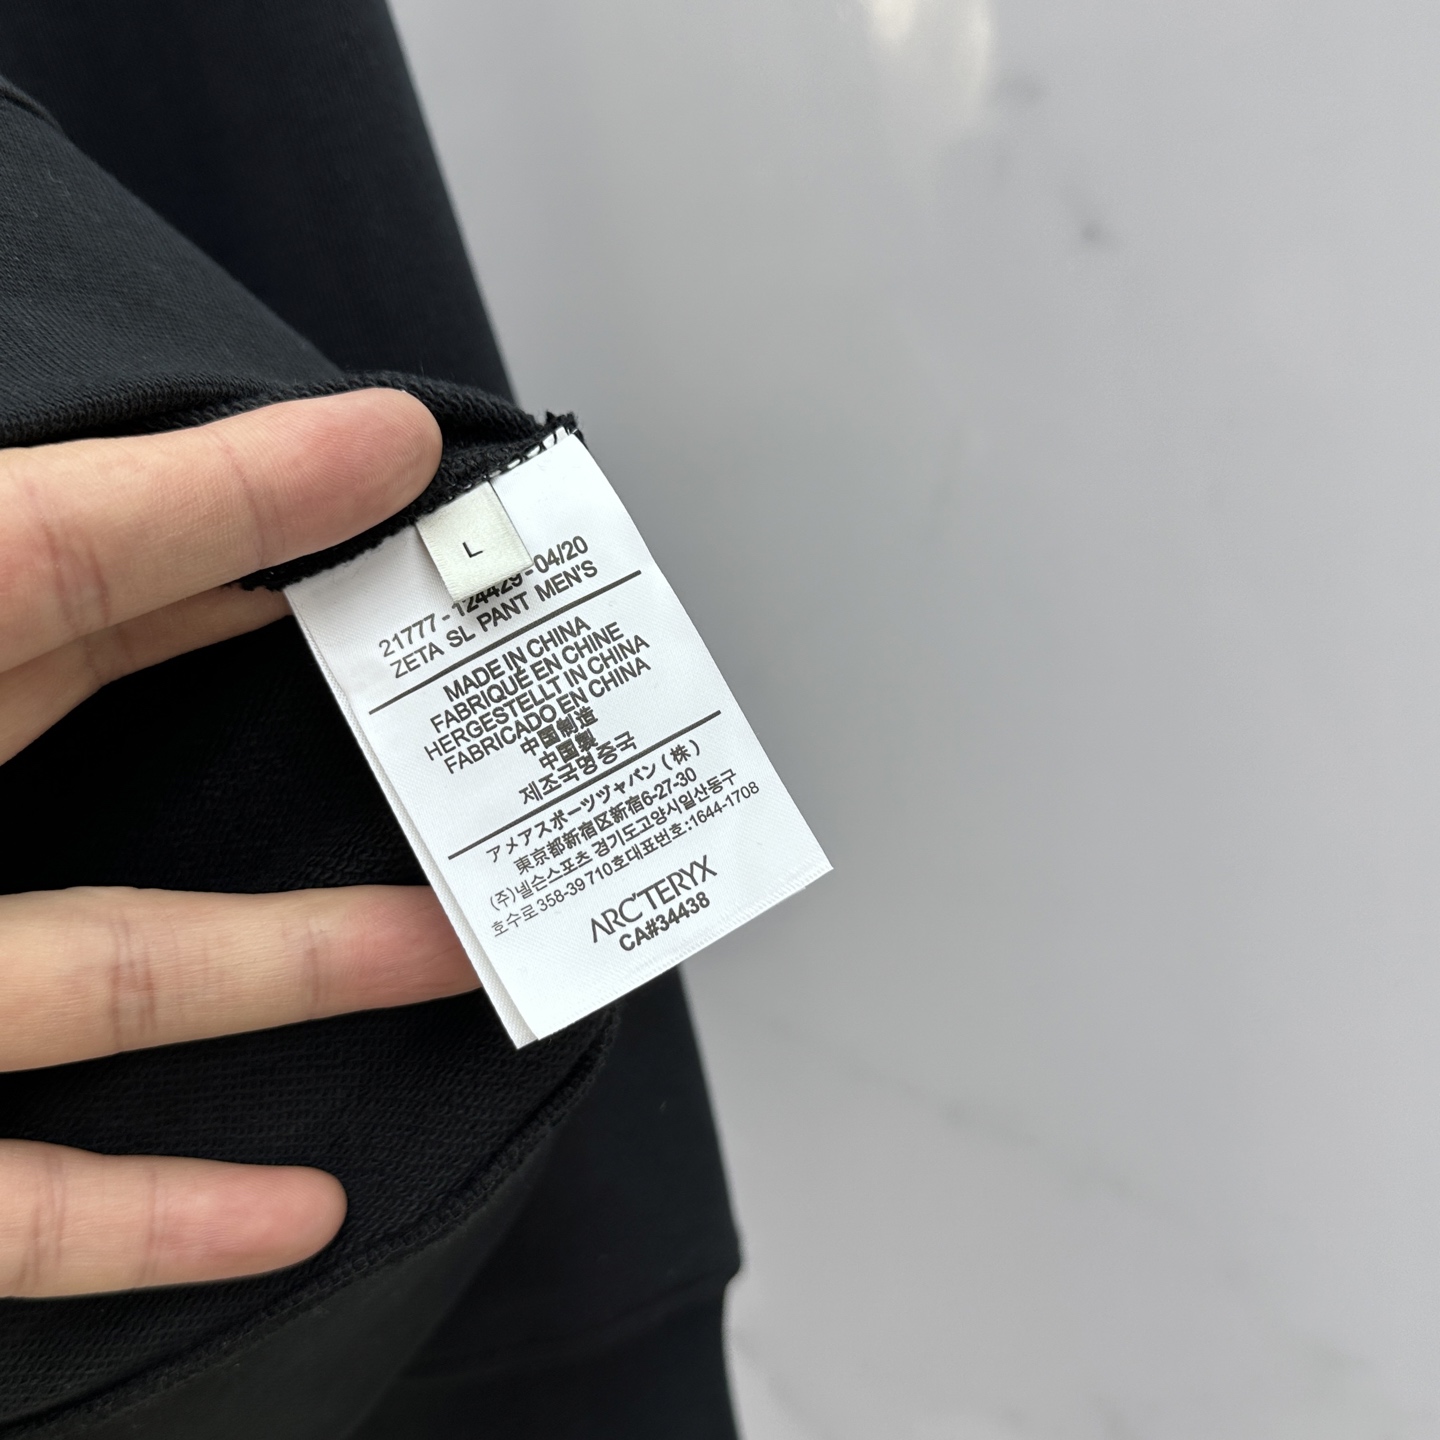 L
21777-124429-04/20
ZETA SL PANT MEN'S
MADE IN CHINA
FABRIQUÉ EN CHINE
HERGESTELLT IN CHINA
FABRICADO EN CHINA
中国制造
中国製
제조국명중국
アメアスポーツヅャパン(株)
東京都新宿区新宿6-27-30
(주)넬슨스포츠 경기도고양시일산동구
호수로358-39 710호대표번호:1644-1708
ARC'TERYX
CA#34438